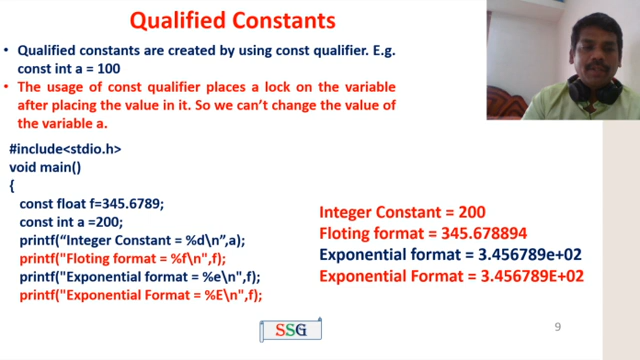 Qualified Constants
• Qualified constants are created by using const qualifier. E.g.
const int a = 100
• The usage of const qualifier places a lock on the variable
after placing the value in it. So we can't change the value of
the variable a.
#include<stdio.h>
void main()
{
const float f=345.6789;
const int a =200;
printf(“Integer Constant = %d\n”,a);
printf("Floting format = %f\n",f);
printf("Exponential format = %e\n",f);
printf("Exponential Format = %E\n",f);
Integer Constant = 200
Floting format = 345.678894
Exponential format = 3.456789e+02
Exponential Format = 3.456789E+02
SSG
9